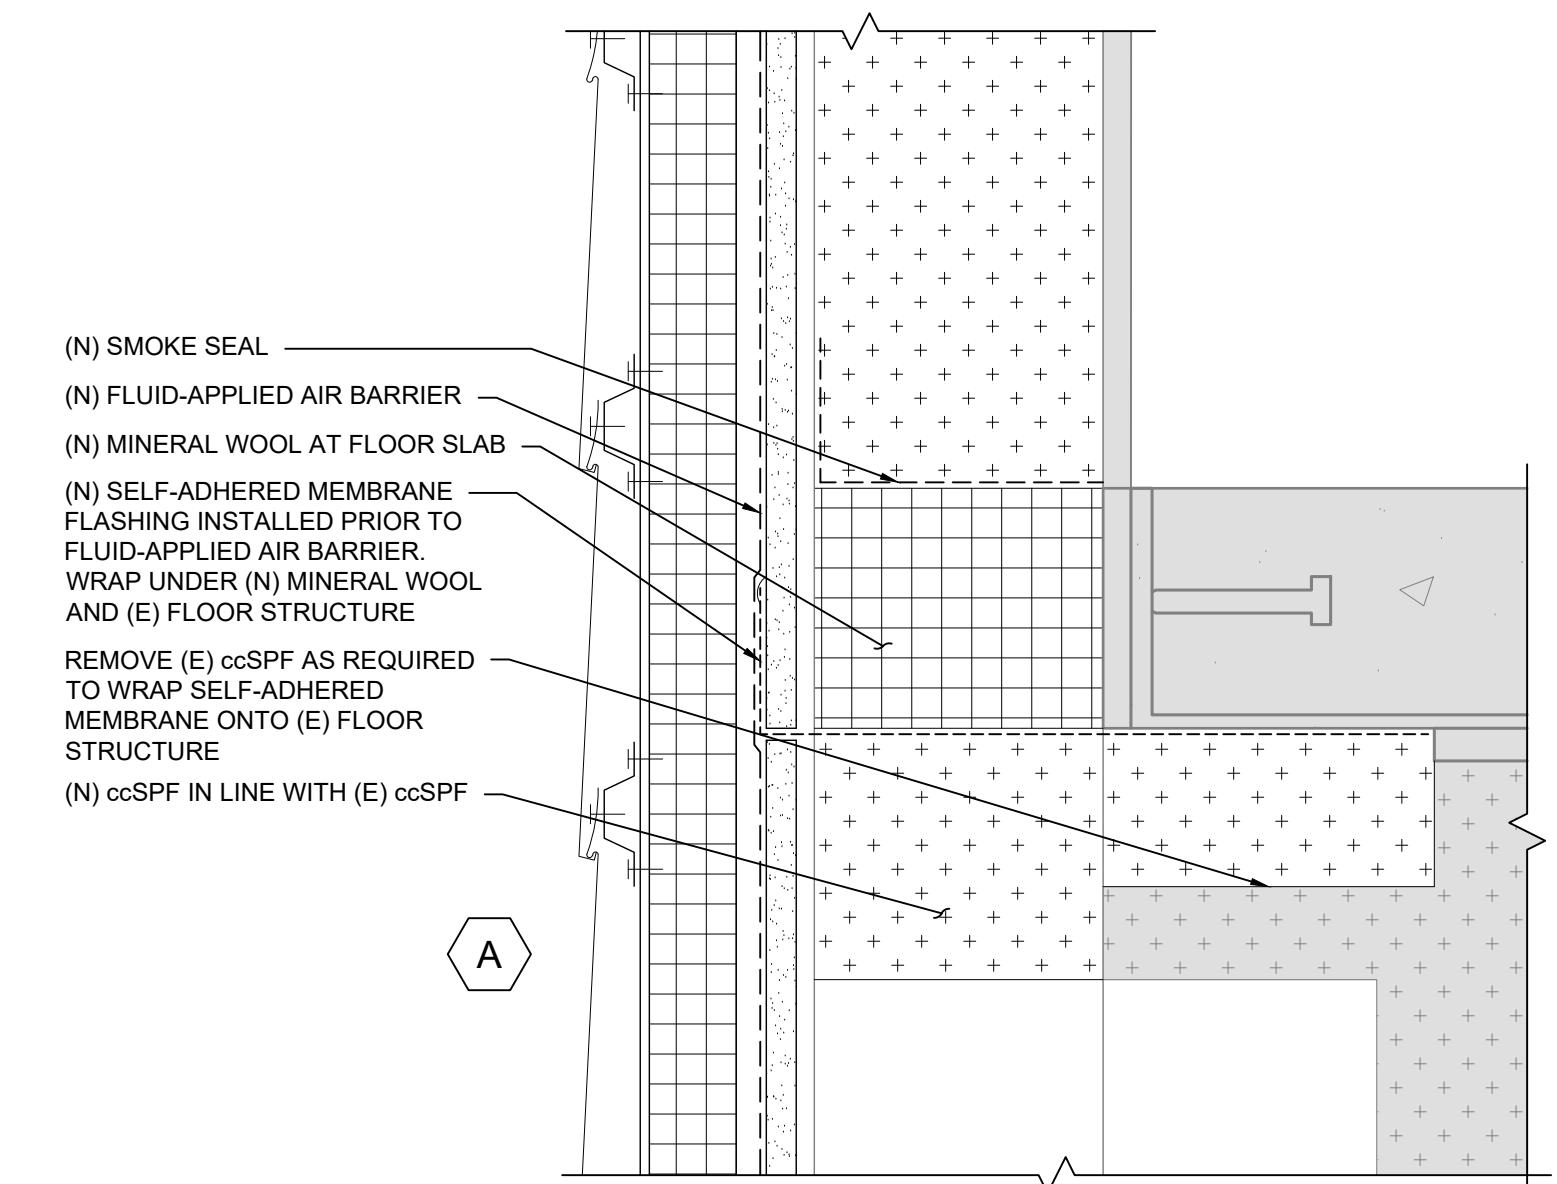 (N) SMOKE SEAL
(N) FLUID-APPLIED AIR BARRIER
(N) MINERAL WOOL AT FLOOR SLAB
(N) SELF-ADHERED MEMBRANE
FLASHING INSTALLED PRIOR TO
FLUID-APPLIED AIR BARRIER.
WRAP UNDER (N) MINERAL WOOL
AND (E) FLOOR STRUCTURE
REMOVE (E) ccSPF AS REQUIRED
TO WRAP SELF-ADHERED
MEMBRANE ONTO (E) FLOOR
STRUCTURE
(N) ccSPF IN LINE WITH (E) ccSPF
A